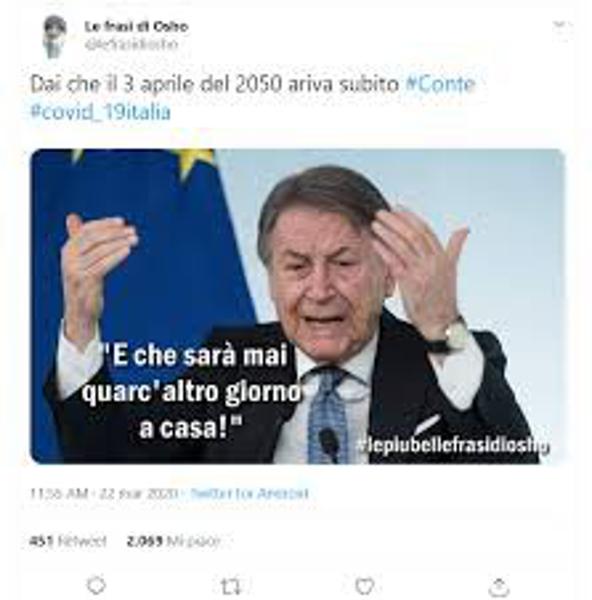 Le frasi di Osho
@lefrasidiosho
Dai che il 3 aprile del 2050 ariva subito #Conte
#covid_19italia
"E che sarà mai
quarc'altro giorno
a casa!"
#lepiubellefrasidiosho
11:55 AM · 22 mar 2020 · Twitter for Android
451 Retweet 2.069 Mi piace